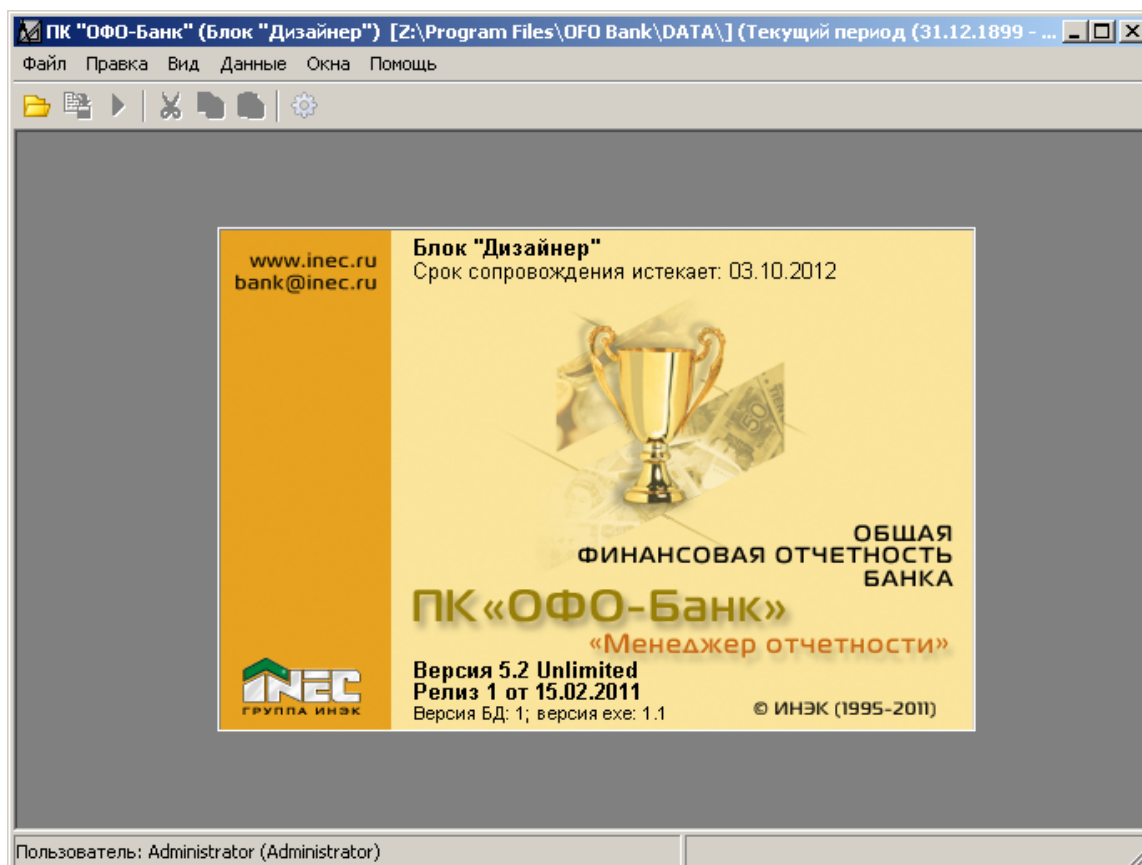 ПК "ОФО-Банк" (Блок "Дизайнер") [Z:\Program Files\OFO Bank\DATA\] (Текущий период (31.12.1899 - ...
Файл Правка Вид Данные Окна Помощь
www.inec.ru
bank@inec.ru
Блок "Дизайнер"
Срок сопровождения истекает: 03.10.2012
ОБЩАЯ
ФИНАНСОВАЯ ОТЧЕТНОСТЬ
БАНКА
ПК «ОФО-Банк»
«Менеджер отчетности»
Версия 5.2 Unlimited
Релиз 1 от 15.02.2011
Версия БД: 1; версия exe: 1.1
© ИНЭК (1995-2011)
INEC
ГРУППА ИНЭК
Пользователь: Administrator (Administrator)